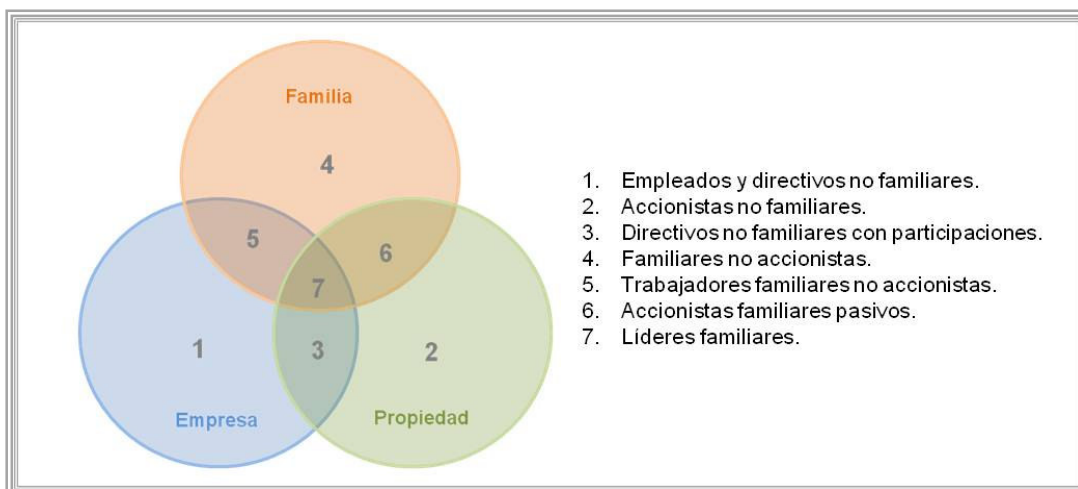 Familia
4
5
6
7
1
3
2
Empresa
Propiedad
1. Empleados y directivos no familiares.
2. Accionistas no familiares.
3. Directivos no familiares con participaciones.
4. Familiares no accionistas.
5. Trabajadores familiares no accionistas.
6. Accionistas familiares pasivos.
7. Líderes familiares.